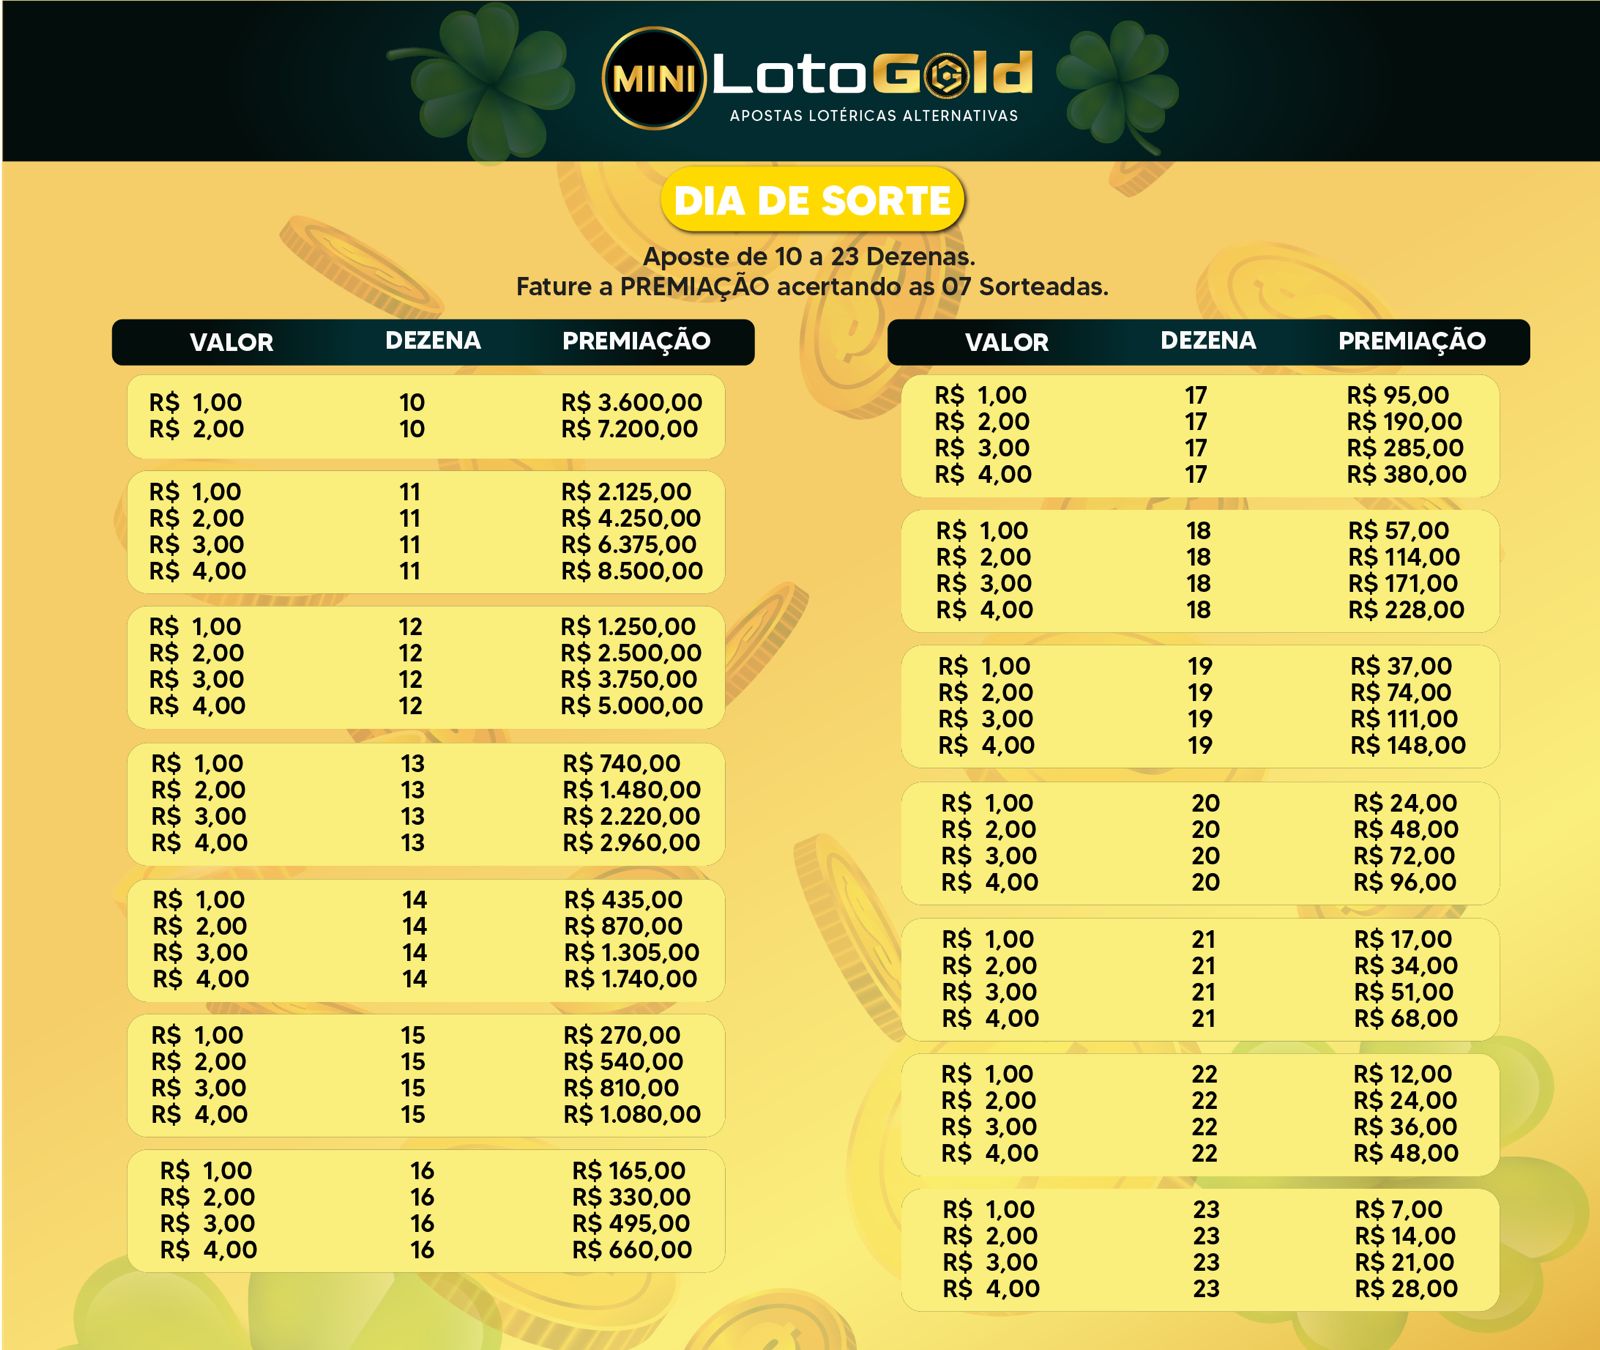 MINI LotoGold
APOSTAS LOTÉRICAS ALTERNATIVAS
DIA DE SORTE
Aposte de 10 a 23 Dezenas.
Fature a PREMIAÇÃO acertando as 07 Sorteadas.
VALOR DEZENA PREMIAÇÃO
R$ 1,00 10 R$ 3.600,00
R$ 2,00 10 R$ 7.200,00
R$ 1,00 11 R$ 2.125,00
R$ 2,00 11 R$ 4.250,00
R$ 3,00 11 R$ 6.375,00
R$ 4,00 11 R$ 8.500,00
R$ 1,00 12 R$ 1.250,00
R$ 2,00 12 R$ 2.500,00
R$ 3,00 12 R$ 3.750,00
R$ 4,00 12 R$ 5.000,00
R$ 1,00 13 R$ 740,00
R$ 2,00 13 R$ 1.480,00
R$ 3,00 13 R$ 2.220,00
R$ 4,00 13 R$ 2.960,00
R$ 1,00 14 R$ 435,00
R$ 2,00 14 R$ 870,00
R$ 3,00 14 R$ 1.305,00
R$ 4,00 14 R$ 1.740,00
R$ 1,00 15 R$ 270,00
R$ 2,00 15 R$ 540,00
R$ 3,00 15 R$ 810,00
R$ 4,00 15 R$ 1.080,00
R$ 1,00 16 R$ 165,00
R$ 2,00 16 R$ 330,00
R$ 3,00 16 R$ 495,00
R$ 4,00 16 R$ 660,00
VALOR DEZENA PREMIAÇÃO
R$ 1,00 17 R$ 95,00
R$ 2,00 17 R$ 190,00
R$ 3,00 17 R$ 285,00
R$ 4,00 17 R$ 380,00
R$ 1,00 18 R$ 57,00
R$ 2,00 18 R$ 114,00
R$ 3,00 18 R$ 171,00
R$ 4,00 18 R$ 228,00
R$ 1,00 19 R$ 37,00
R$ 2,00 19 R$ 74,00
R$ 3,00 19 R$ 111,00
R$ 4,00 19 R$ 148,00
R$ 1,00 20 R$ 24,00
R$ 2,00 20 R$ 48,00
R$ 3,00 20 R$ 72,00
R$ 4,00 20 R$ 96,00
R$ 1,00 21 R$ 17,00
R$ 2,00 21 R$ 34,00
R$ 3,00 21 R$ 51,00
R$ 4,00 21 R$ 68,00
R$ 1,00 22 R$ 12,00
R$ 2,00 22 R$ 24,00
R$ 3,00 22 R$ 36,00
R$ 4,00 22 R$ 48,00
R$ 1,00 23 R$ 7,00
R$ 2,00 23 R$ 14,00
R$ 3,00 23 R$ 21,00
R$ 4,00 23 R$ 28,00